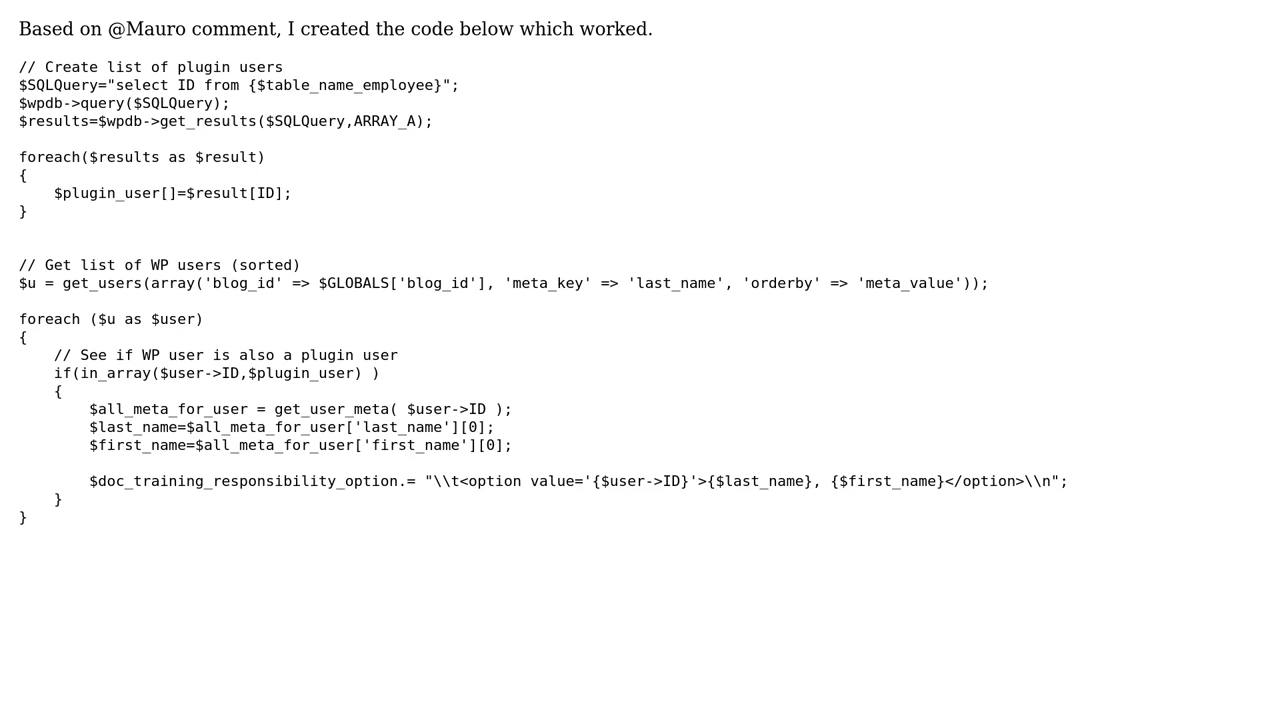 Based on @Mauro comment, I created the code below which worked.
// Create list of plugin users
$SQLQuery="select ID from {$table_name_employee}";
$wpdb->query($SQLQuery);
$results=$wpdb->get_results($SQLQuery,ARRAY_A);

foreach($results as $result)
{
    $plugin_user[]=$result[ID];
}

// Get list of WP users (sorted)
$u = get_users(array('blog_id' => $GLOBALS['blog_id'], 'meta_key' => 'last_name', 'orderby' => 'meta_value'));

foreach ($u as $user)
{
    // See if WP user is also a plugin user
    if(in_array($user->ID,$plugin_user) )
    {
        $all_meta_for_user = get_user_meta( $user->ID );
        $last_name=$all_meta_for_user['last_name'][0];
        $first_name=$all_meta_for_user['first_name'][0];

        $doc_training_responsibility_option.= "\\t<option value='{$user->ID}'>{$last_name}, {$first_name}</option>\\n";
    }
}